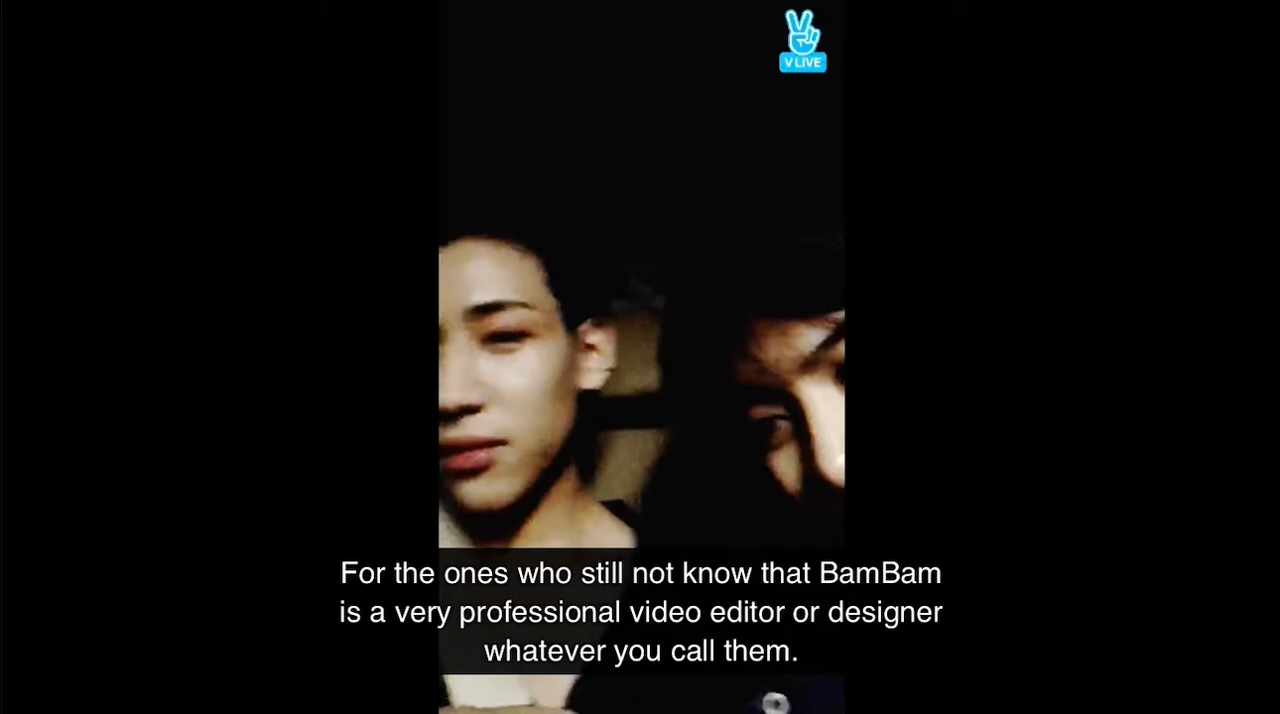 V LIVE
For the ones who still not know that BamBam
is a very professional video editor or designer
whatever you call them.